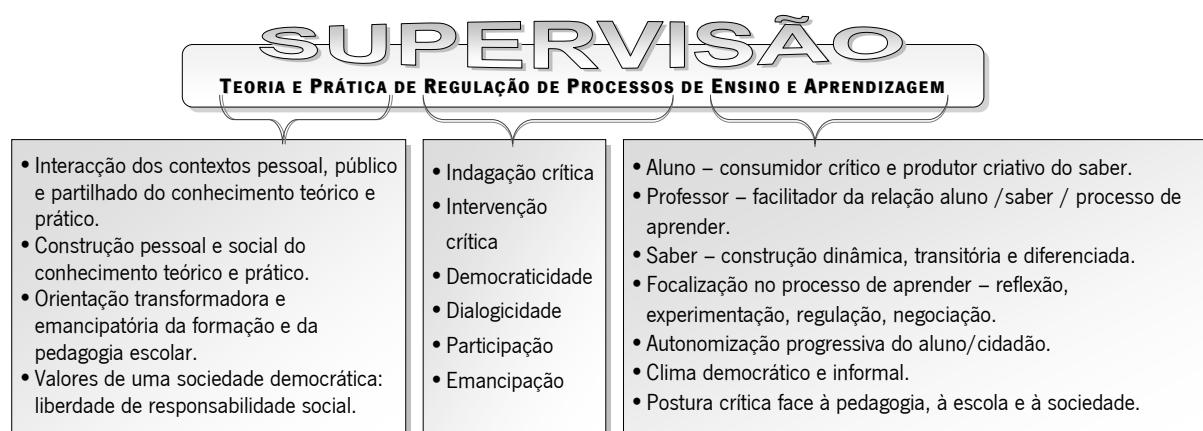 SUPERVISÃO
TEORIA E PRÁTICA DE REGULAÇÃO DE PROCESSOS DE ENSINO E APRENDIZAGEM
• Interacção dos contextos pessoal, público
e partilhado do conhecimento teórico e
prático.
• Construção pessoal e social do
conhecimento teórico e prático.
• Orientação transformadora e
emancipatória da formação e da
pedagogia escolar.
• Valores de uma sociedade democrática:
liberdade de responsabilidade social.
• Indagação crítica
• Intervenção
crítica
• Democraticidade
• Dialogicidade
• Participação
• Emancipação
• Aluno – consumidor crítico e produtor criativo do saber.
• Professor – facilitador da relação aluno /saber / processo de
aprender.
• Saber – construção dinâmica, transitória e diferenciada.
• Focalização no processo de aprender – reflexão,
experimentação, regulação, negociação.
• Autonomização progressiva do aluno/cidadão.
• Clima democrático e informal.
• Postura crítica face à pedagogia, à escola e à sociedade.